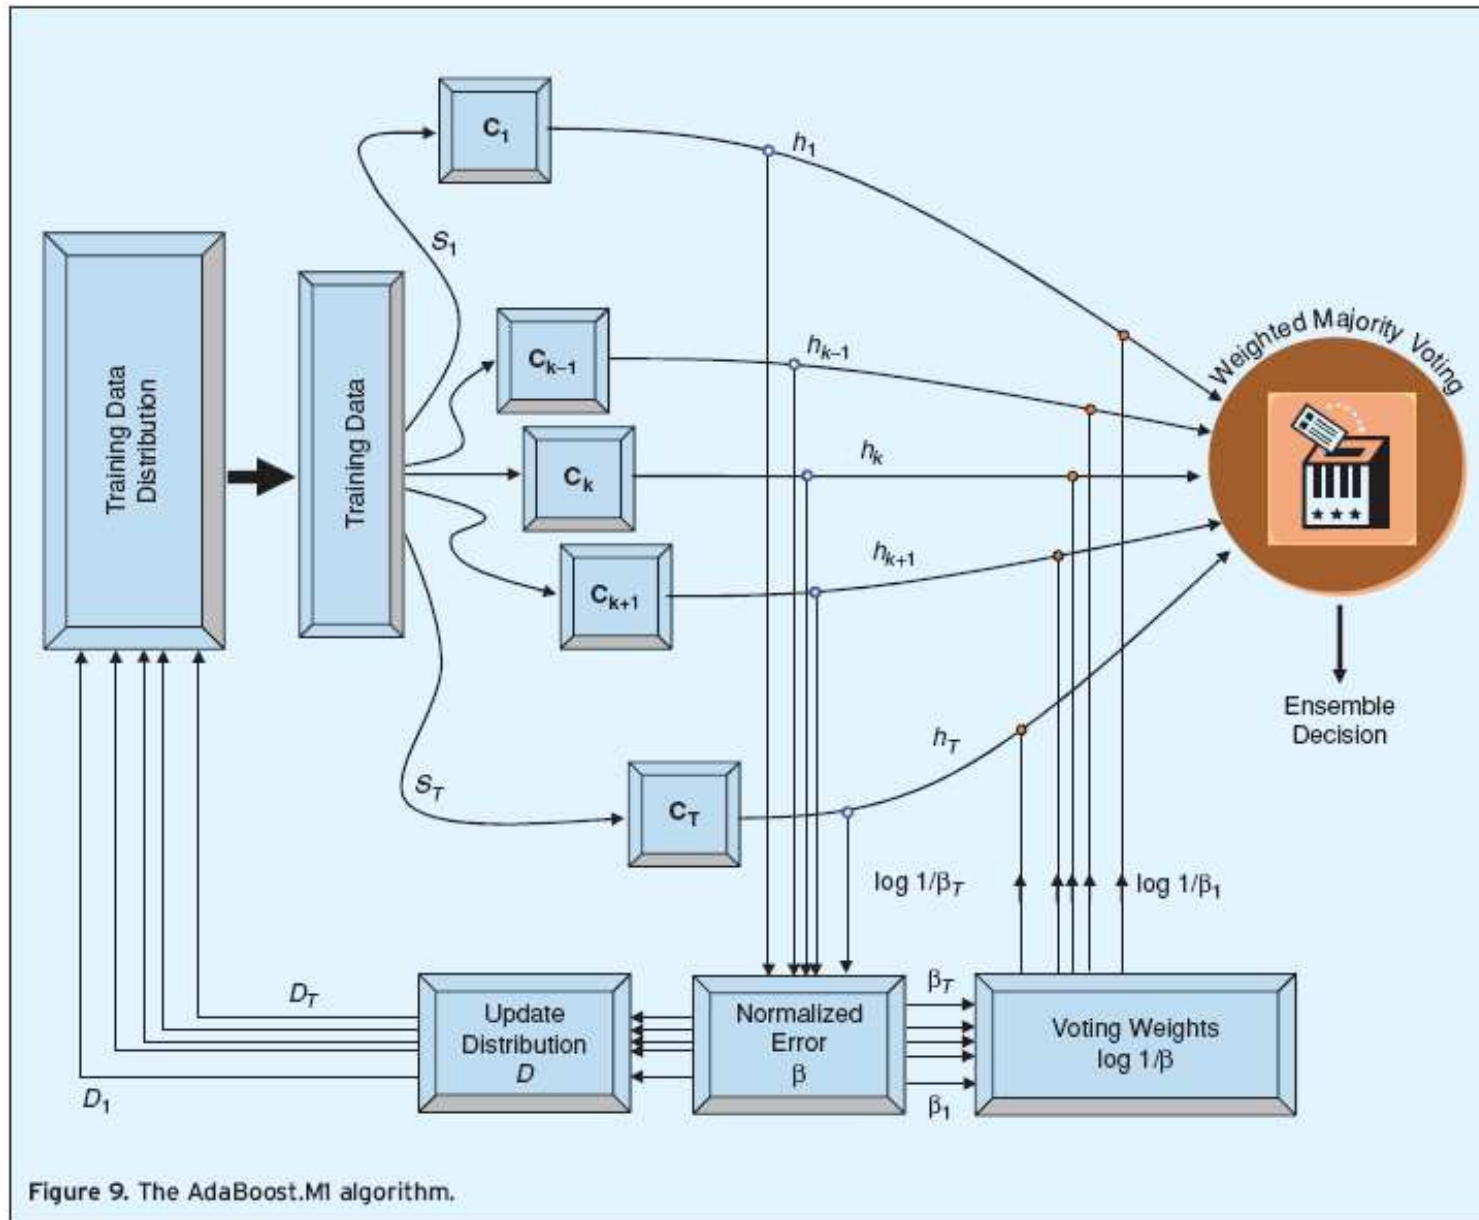 C1
h1
S1
Training Data
Distribution
Training Data
Ck–1
hk–1
Weighted Majority Voting
Ck
hk
Ck+1
hk+1
ST
CT
hT
Ensemble
Decision
log 1/βT
log 1/β1
DT
D1
Update
Distribution
D
Normalized
Error
β
βT
β1
Voting Weights
log 1/β
Figure 9. The AdaBoost.M1 algorithm.